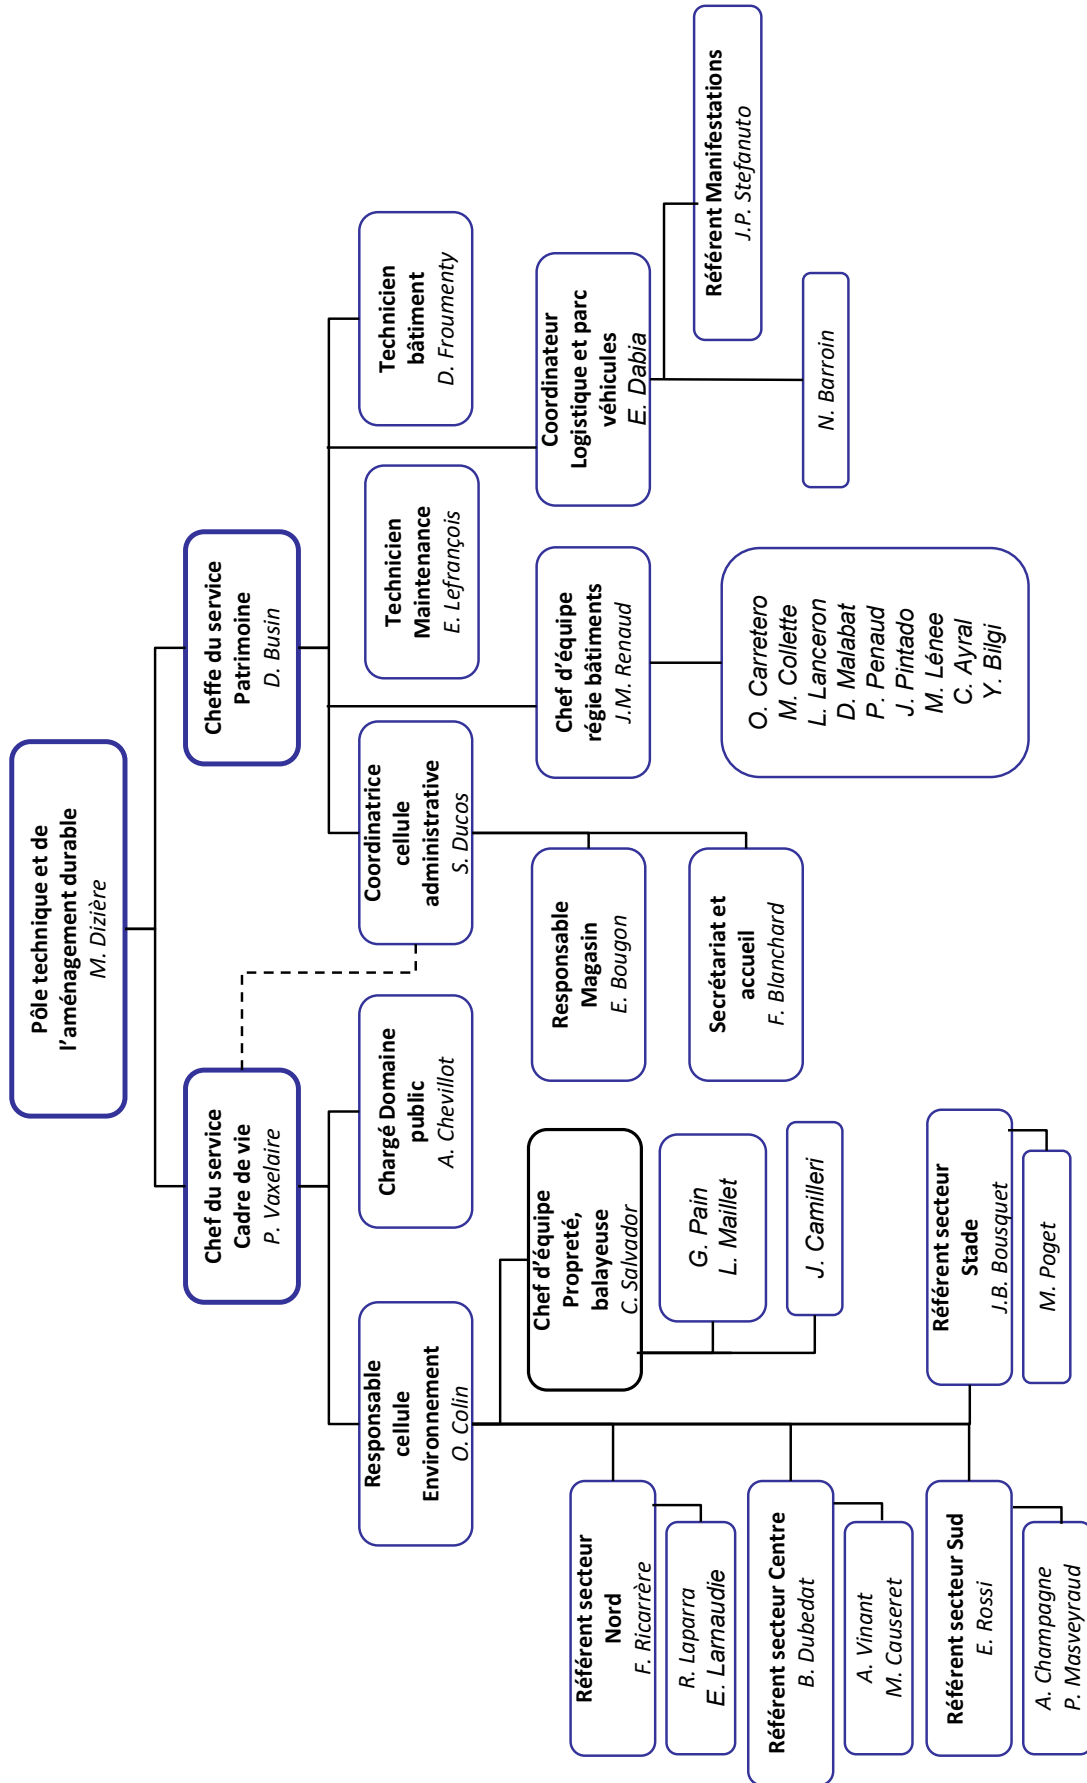 Pôle technique et de
l'aménagement durable
M. Dizière
Chef du service
Cadre de vie
P. Vaxelaire
Cheffe du service
Patrimoine
D. Busin
Responsable
cellule
Environnement
O. Colin
Chargé Domaine
public
A. Chevillot
Coordinatrice
cellule
administrative
S. Ducos
Technicien
Maintenance
E. Lefrançois
Technicien
bâtiment
D. Froumenty
Chef d'équipe
Propreté,
balayeuse
C. Salvador
G. Pain
L. Maillet
J. Camilleri
Responsable
Magasin
E. Bougon
Secrétariat et
accueil
F. Blanchard
Chef d'équipe
régie bâtiments
J.M. Renaud
O. Carretero
M. Collette
L. Lanceron
D. Malabat
P. Penaud
J. Pintado
M. Lénee
C. Ayral
Y. Bilgi
Coordinateur
Logistique et parc
véhicules
E. Dabia
Référent Manifestations
J.P. Stefanuto
N. Barroin
Référent secteur
Nord
F. Ricarrère
R. Laparra
E. Larnaudie
Référent secteur Centre
B. Dubedat
A. Vinant
M. Causeret
Référent secteur Sud
E. Rossi
A. Champagne
P. Masveyraud
Référent secteur
Stade
J.B. Bousquet
M. Poget